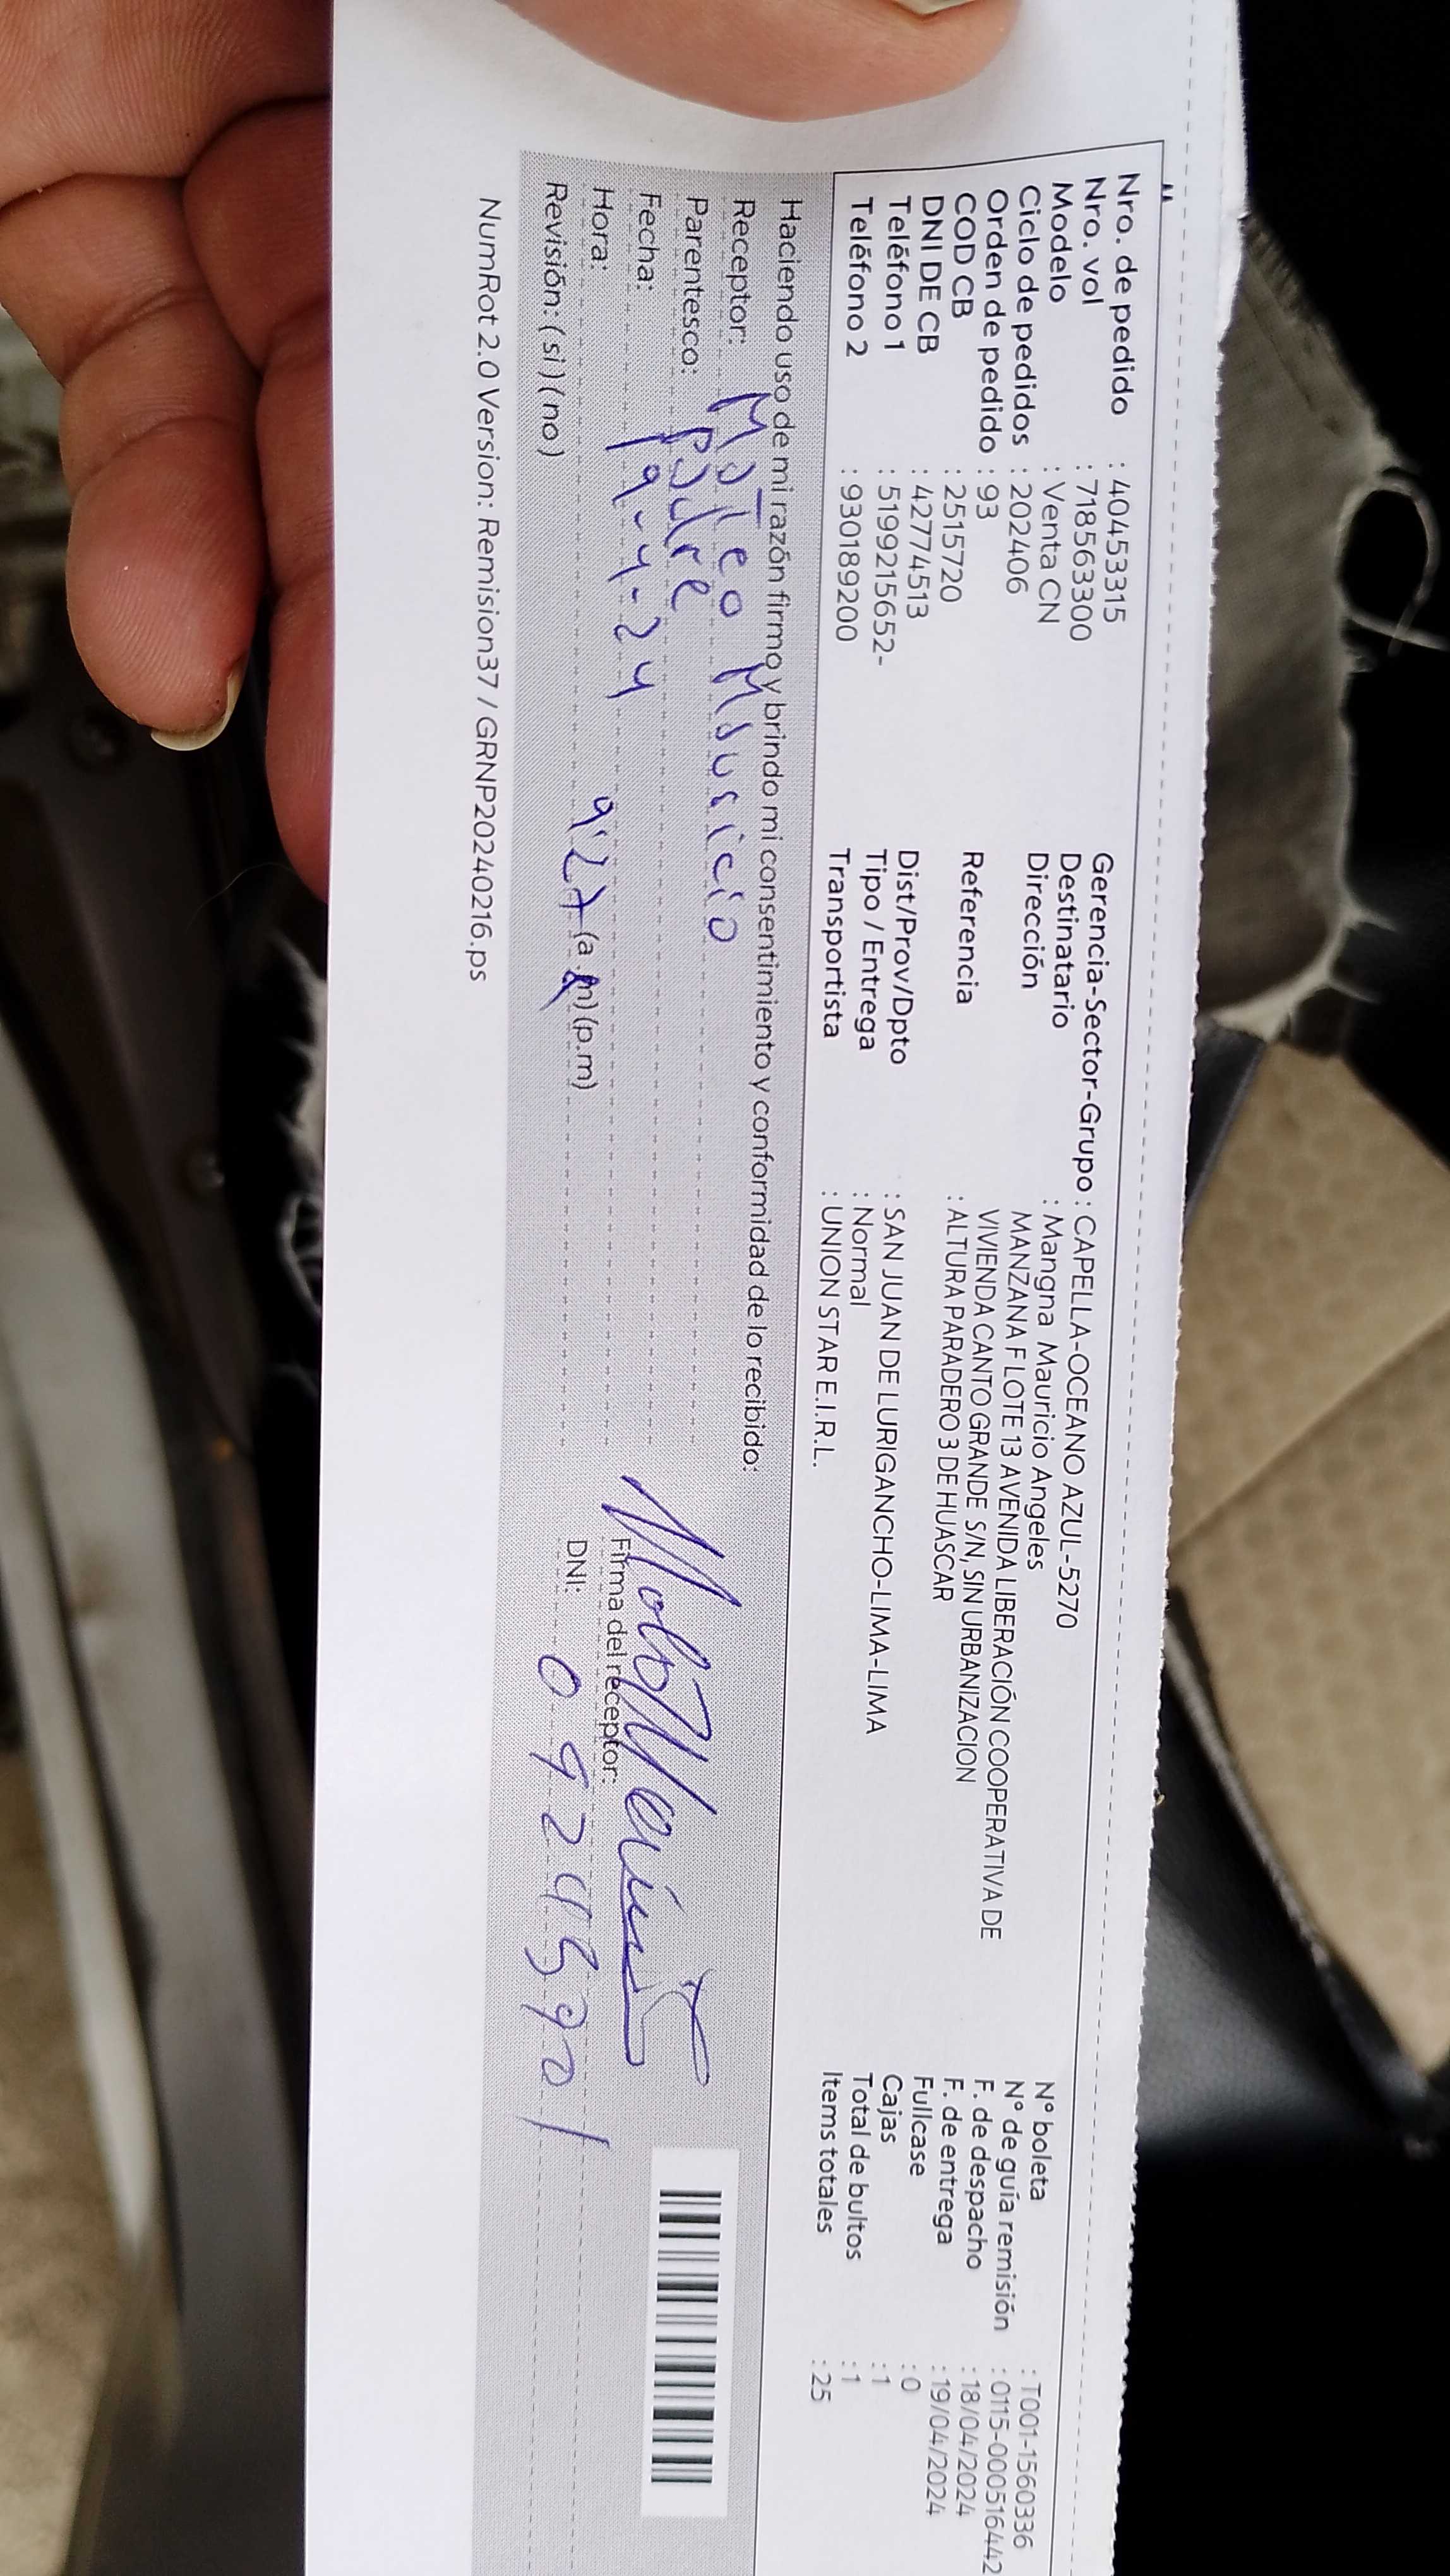 Nro. de pedido : 40453315
Nro. vol : 718563300
Modelo : Venta CN
Ciclo de pedidos : 202406
Orden de pedido : 93
COD CB : 2515720
DNI DE CB : 42774513
Teléfono 1 : 51992156652-
Teléfono 2 : 930189200
Gerencia-Sector-Grupo : CAPELLA-OCEANO AZUL-5270
Destinatario : Mangna Mauricio Angeles
Dirección MANZANA F LOTE 13 AVENIDA LIBERACIÓN COOPERATIVA DE
VIVIENDA CANTO GRANDE S/N, SIN URBANIZACION
Referencia : ALTURA PARADERO 3 DE HUASCAR
Dist/Prov/Dpto : SAN JUAN DE LURIGANCHO-LIMA-LIMA
Tipo / Entrega : Normal
Transportista : UNION STAR E.I.R.L.
N° boleta : T001-1560336
N° de guía remisión : 0115-000516442
F. de despacho : 18/04/2024
F. de entrega : 19/04/2024
Fullcase : 0
Cajas : 1
Total de bultos : 1
Items totales : 25
Haciendo uso de mi razón firmo y brindo mi consentimiento y conformidad de lo recibido:
Receptor: Mateo Mauricio
Parentesco: padre
Fecha: 19-4-24
Hora: 9:27 (a.m) (p.m)
Revisión: (si) (no)
Firma del receptor:
DNI:
NumRot 2.0 Version: Remision37 / GRNP20240216.ps